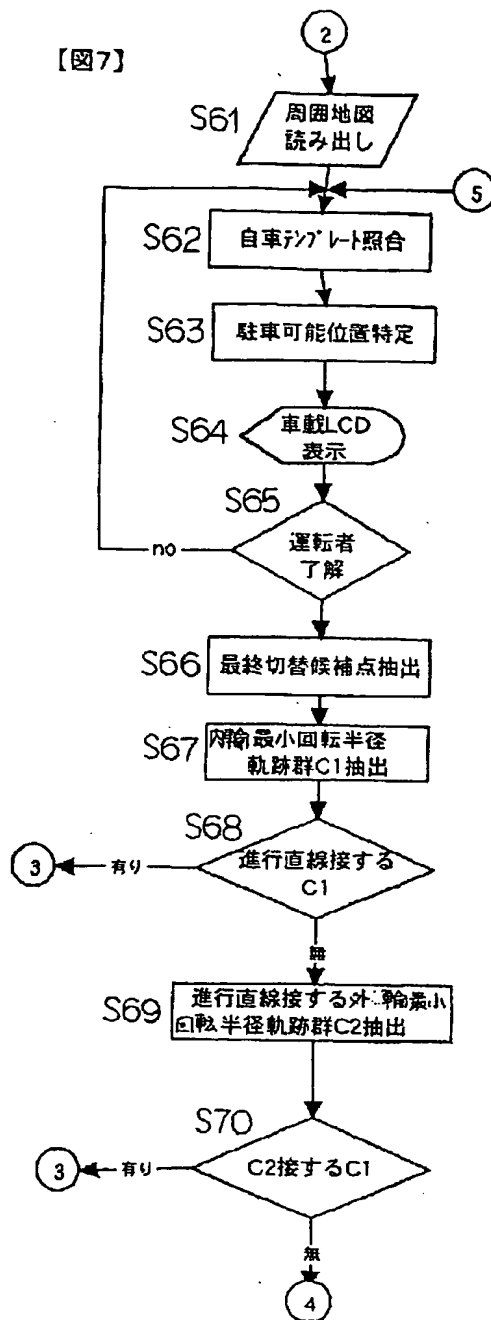 【図7】
2
S61
周囲地図
読み出し
5
S62
自車テンプレート照合
S63
駐車可能位置特定
S64
車載LCD
表示
S65
運転者
了解
no
S66
最終切替候補点抽出
S67
内輪最小回転半径
軌跡群C1抽出
S68
進行直線接する
C1
有り
3
無
S69
進行直線接する外輪最小
回転半径軌跡群C2抽出
S70
C2接するC1
有り
3
無
4